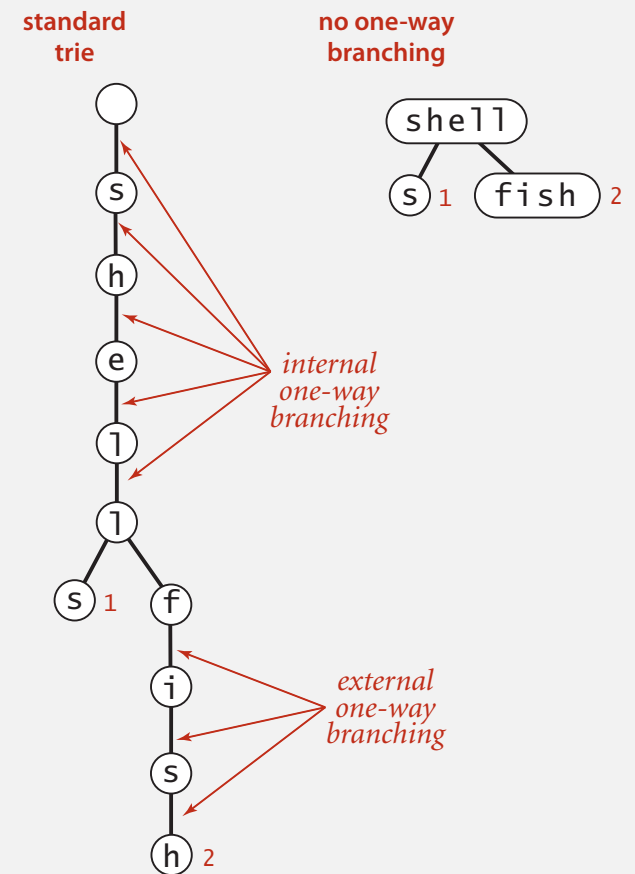 standard
trie
no one-way
branching
shell
s 1
fish 2
s
h
e
l
l
internal
one-way
branching
s 1
f
i
s
h 2
external
one-way
branching